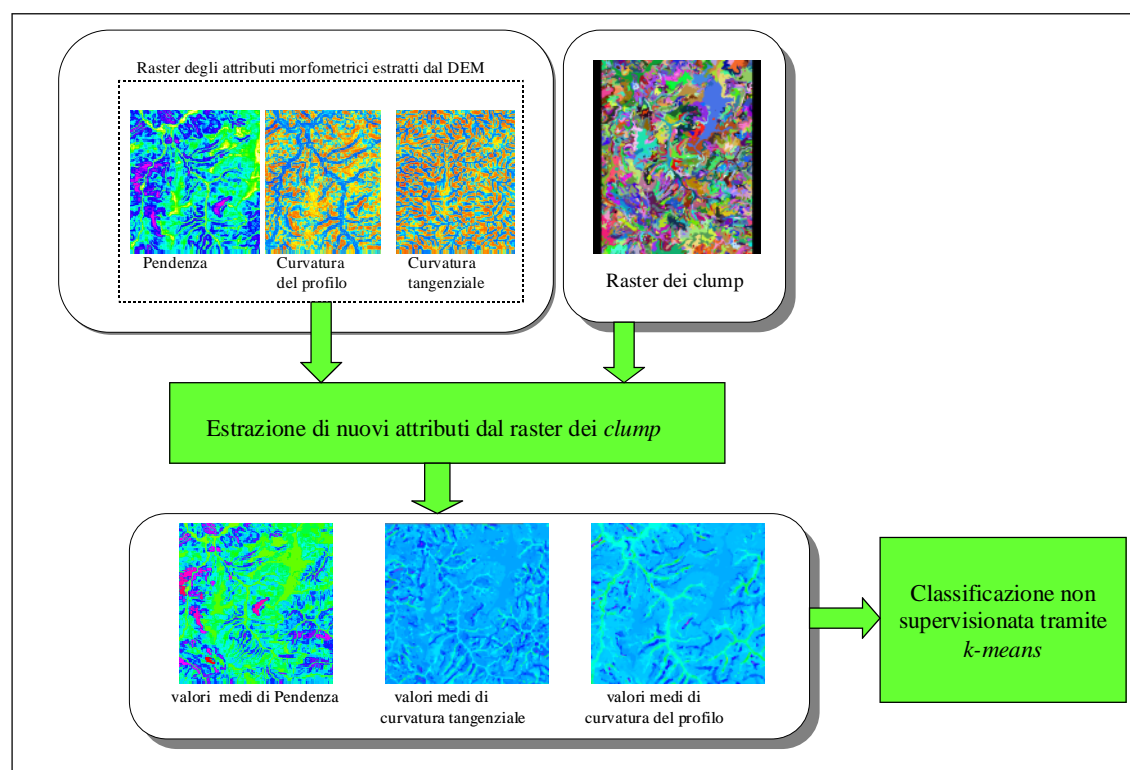 Raster degli attributi morfometrici estratti dal DEM
Pendenza
Curvatura
del profilo
Curvatura
tangenziale
Raster dei clump
Estrazione di nuovi attributi dal raster dei clump
valori medi di Pendenza
valori medi di
curvatura tangenziale
valori medi di
curvatura del profilo
Classificazione non
supervisionata tramite
k-means